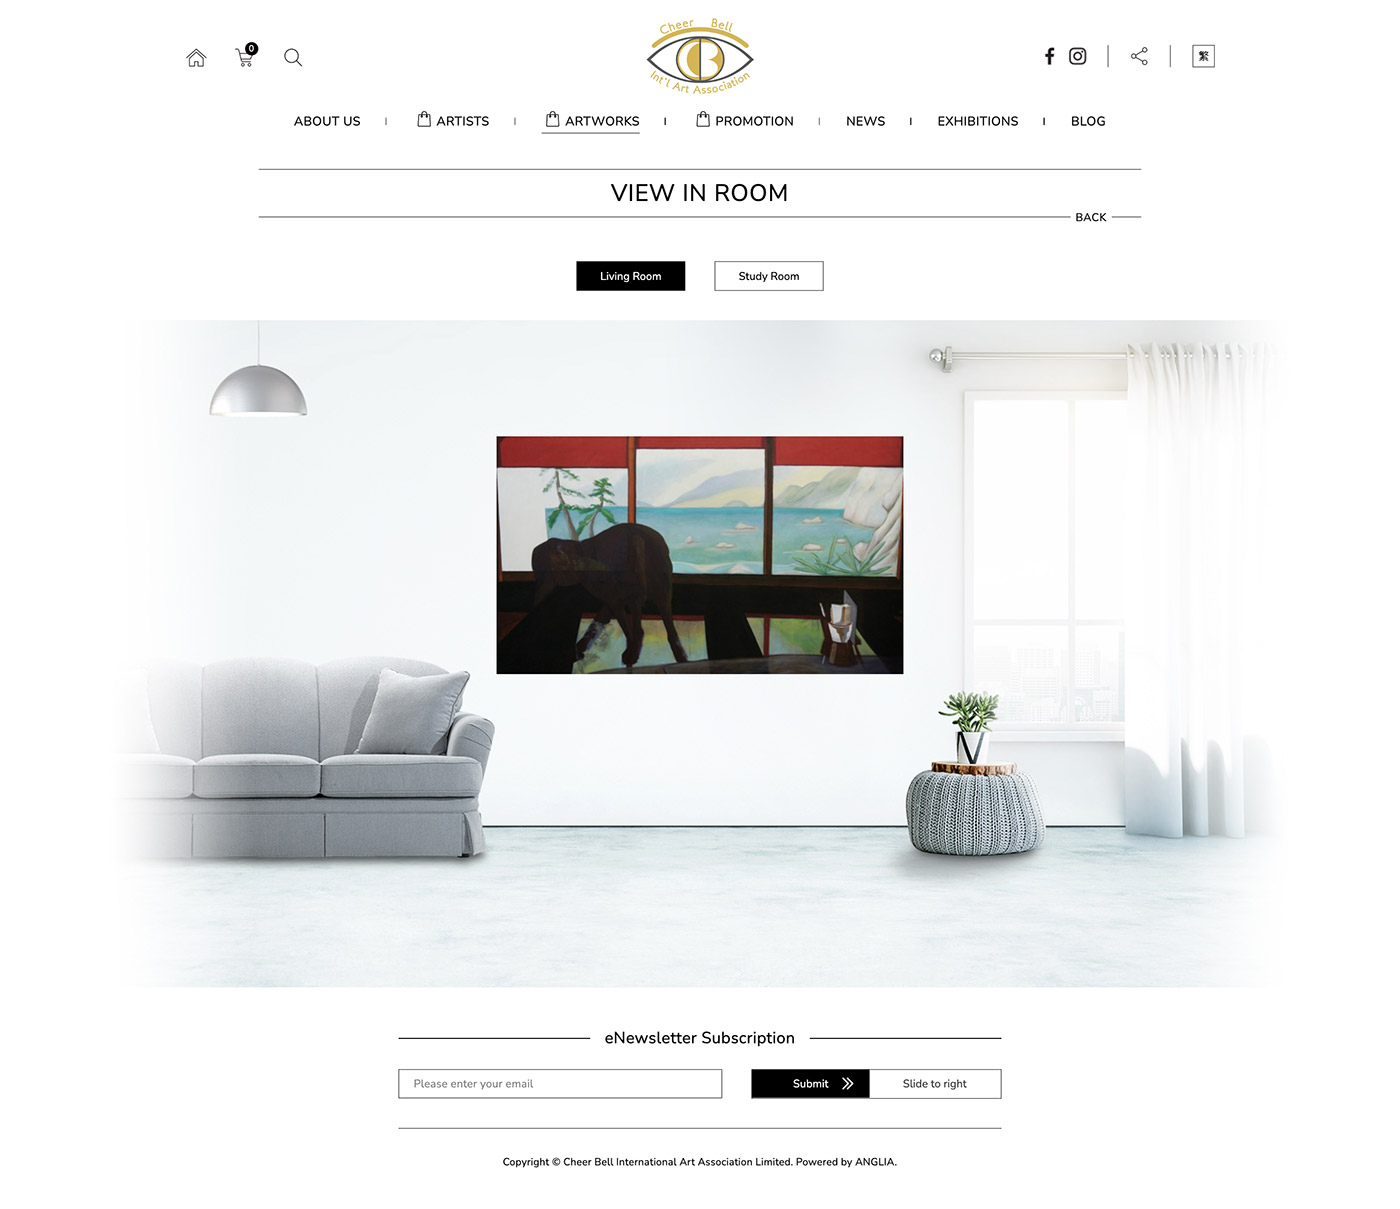 Cheer Bell
Int'l Art Association
0
繁
ABOUT US
ARTISTS
ARTWORKS
PROMOTION
NEWS
EXHIBITIONS
BLOG
VIEW IN ROOM
BACK
Living Room
Study Room
eNewsletter Subscription
Please enter your email
Submit
Slide to right
Copyright © Cheer Bell International Art Association Limited. Powered by ANGLIA.